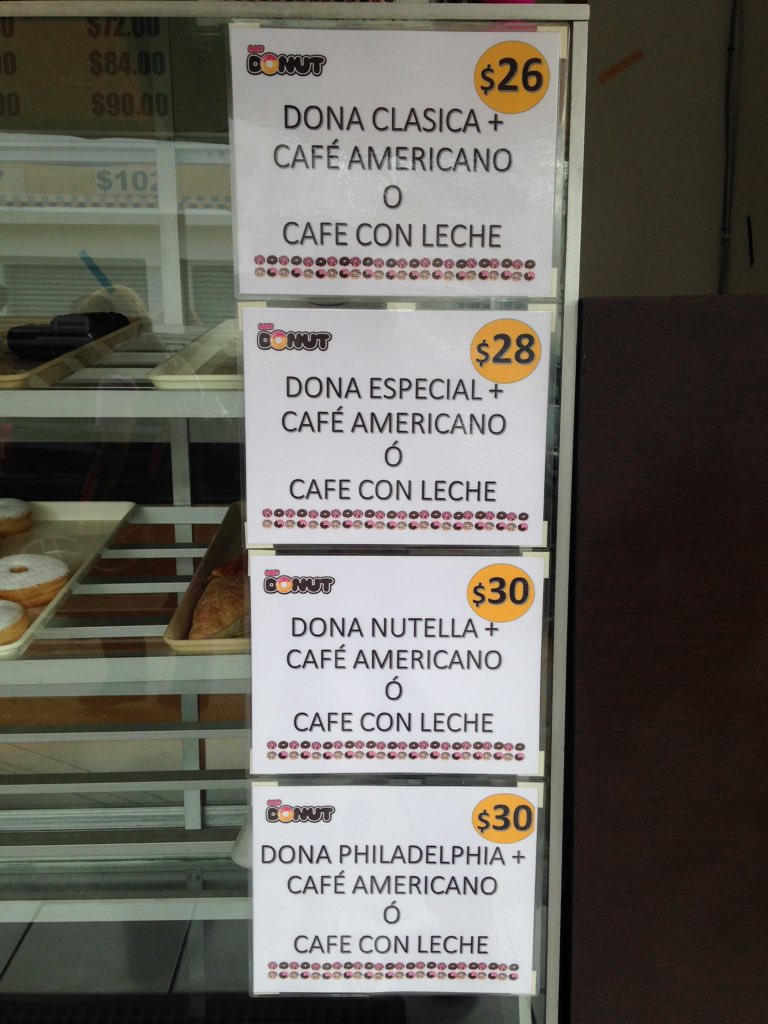 $72.00
$84.00
$90.00
$102
DONUT
$26
DONA CLASICA +
CAFÉ AMERICANO
O
CAFE CON LECHE
DONUT
$28
DONA ESPECIAL +
CAFÉ AMERICANO
Ó
CAFE CON LECHE
DONUT
$30
DONA NUTELLA +
CAFÉ AMERICANO
Ó
CAFE CON LECHE
DONUT
$30
DONA PHILADELPHIA +
CAFÉ AMERICANO
Ó
CAFE CON LECHE